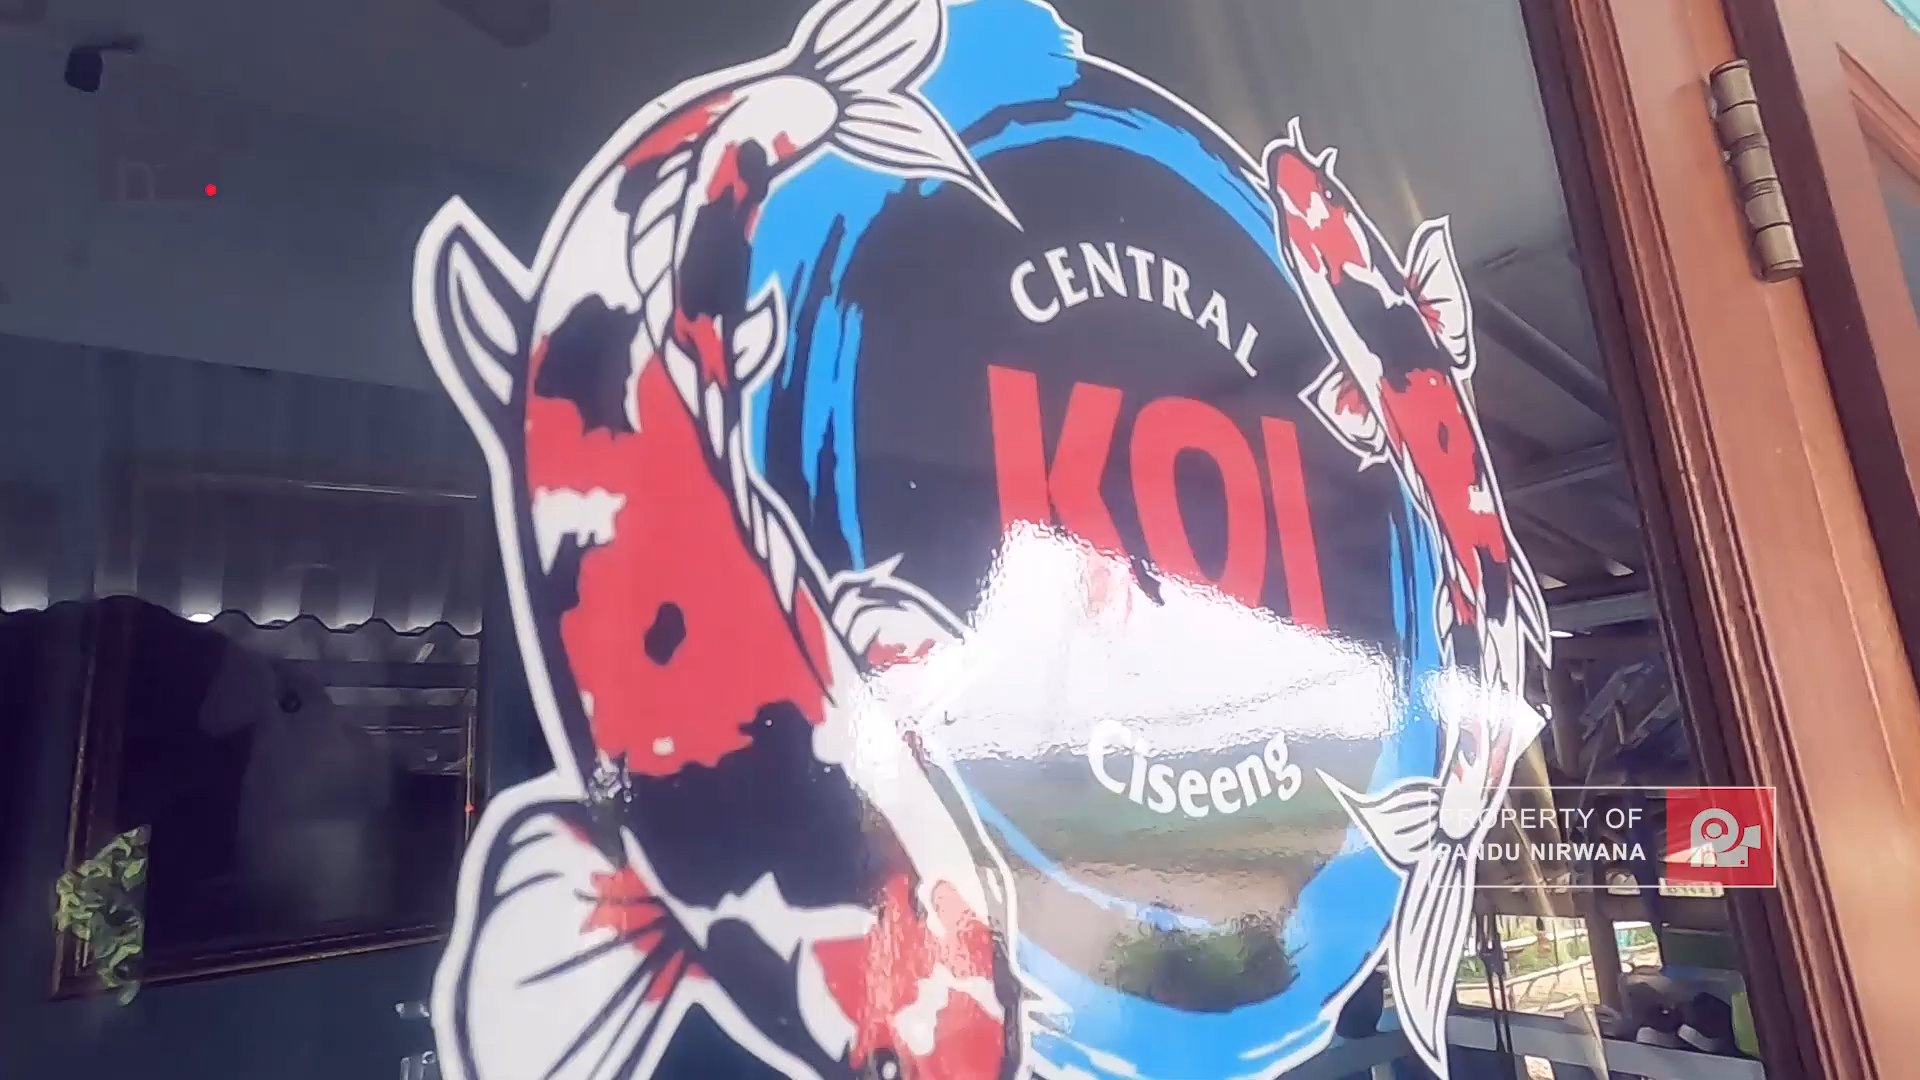 CENTRAL
KOI
Ciseeng
PROPERTY OF
PANDU NIRWANA